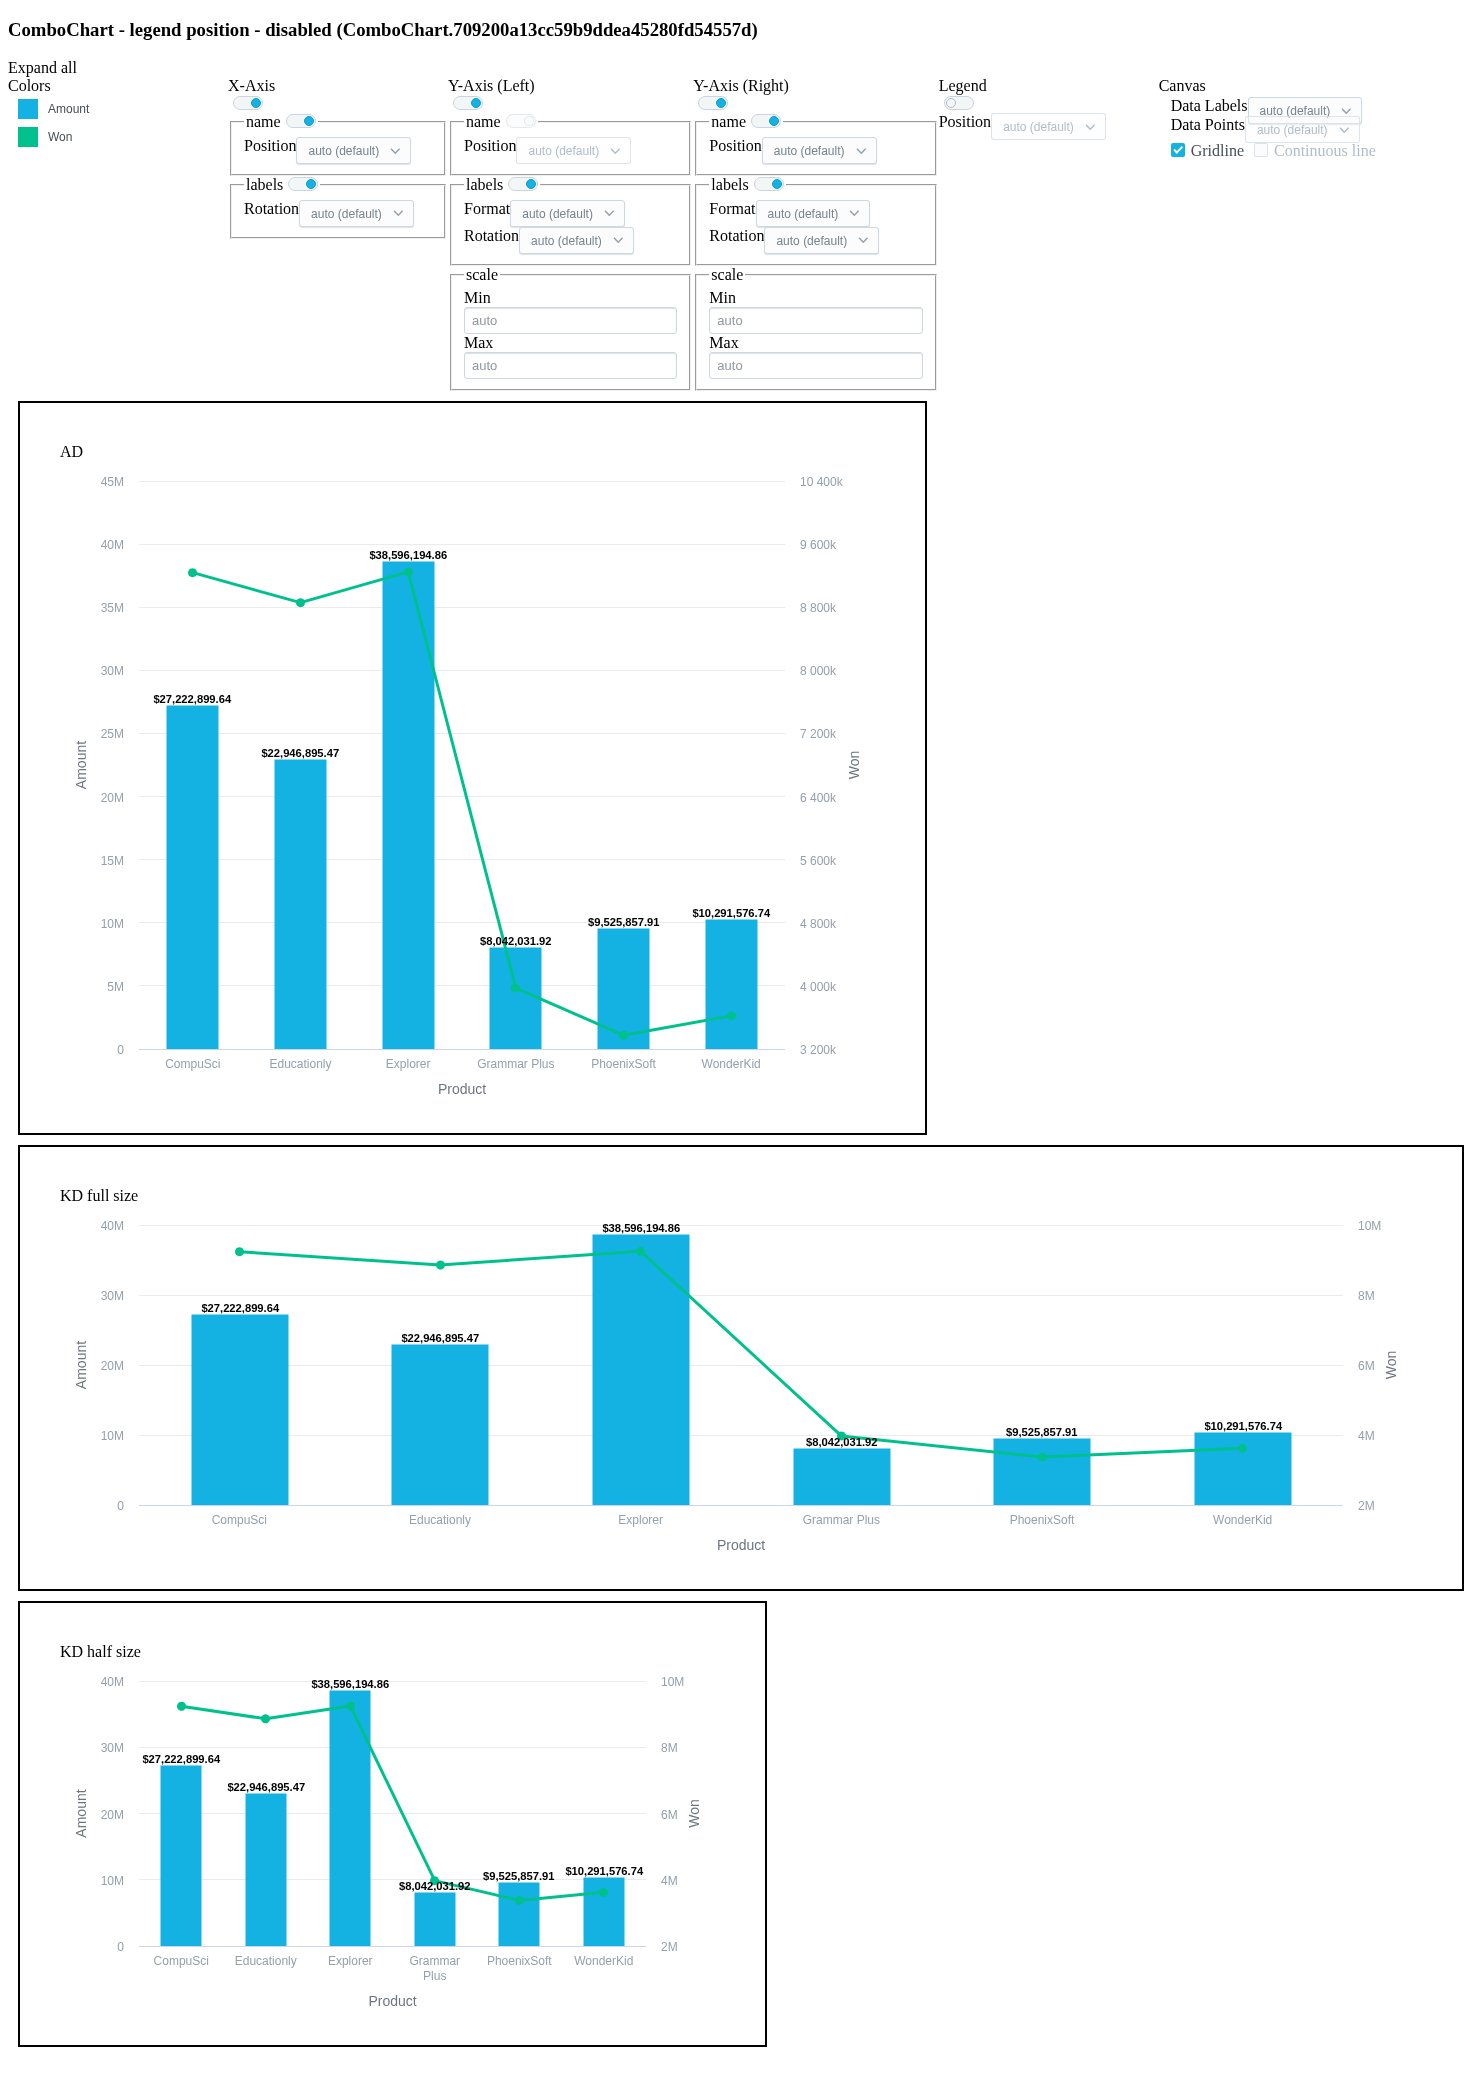 ComboChart - legend position - disabled (ComboChart.709200a13cc59b9ddea45280fd54557d)
Expand all
Colors
Amount
Won
X-Axis
name
Position auto (default)
labels
Rotation auto (default)
Y-Axis (Left)
name
Position auto (default)
labels
Format auto (default)
Rotation auto (default)
scale
Min
auto
Max
auto
Y-Axis (Right)
name
Position auto (default)
labels
Format auto (default)
Rotation auto (default)
scale
Min
auto
Max
auto
Legend
Position auto (default)
Canvas
Data Labels auto (default)
Data Points auto (default)
Gridline Continuous line
AD
45M 10 400k
40M 9 600k
$38,596,194.86
35M 8 800k
30M 8 000k
$27,222,899.64
25M 7 200k
$22,946,895.47
Amount Won
20M 6 400k
15M 5 600k
$10,291,576.74
10M $9,525,857.91 4 800k
$8,042,031.92
5M 4 000k
0 3 200k
CompuSci Educationly Explorer Grammar Plus PhoenixSoft WonderKid
Product
KD full size
40M $38,596,194.86 10M
30M 8M
$27,222,899.64
$22,946,895.47
Amount Won
20M 6M
$10,291,576.74
10M $8,042,031.92 $9,525,857.91 4M
0 2M
CompuSci Educationly Explorer Grammar Plus PhoenixSoft WonderKid
Product
KD half size
40M $38,596,194.86 10M
30M 8M
$27,222,899.64
$22,946,895.47
Amount Won
20M 6M
10M $8,042,031.92 $9,525,857.91 $10,291,576.74 4M
0 2M
CompuSci Educationly Explorer Grammar PhoenixSoft WonderKid
Plus
Product